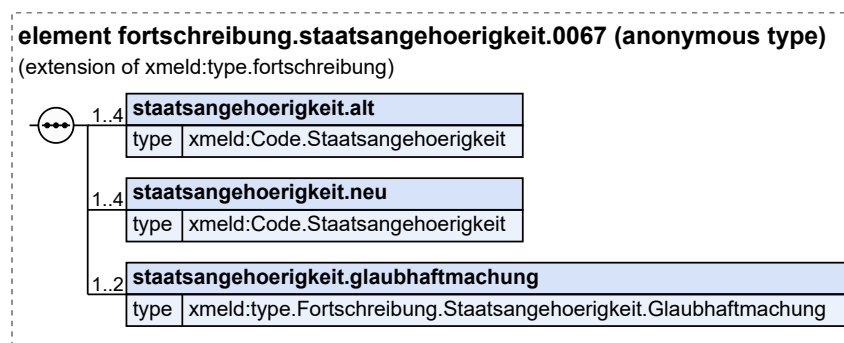 element fortschreibung.staatsangehoerigkeit.0067 (anonymous type)
(extension of xmeld:type.fortschreibung)
1..4 staatsangehoerigkeit.alt
type xmeld:Code.Staatsangehoerigkeit
1..4 staatsangehoerigkeit.neu
type xmeld:Code.Staatsangehoerigkeit
1..2 staatsangehoerigkeit.glaubhaftmachung
type xmeld:type.Fortschreibung.Staatsangehoerigkeit.Glaubhaftmachung